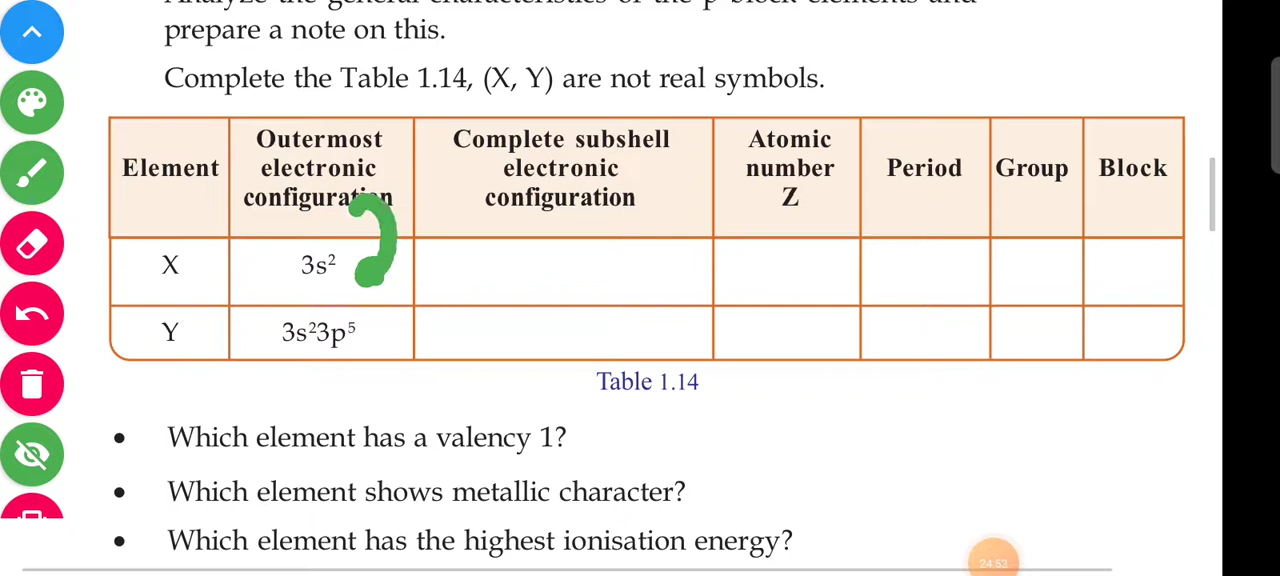 prepare a note on this.
Complete the Table 1.14, (X, Y) are not real symbols.
Element
Outermost electronic configuration
Complete subshell electronic configuration
Atomic number Z
Period
Group
Block
X
3s²
Y
3s²3p⁵
Table 1.14
• Which element has a valency 1?
• Which element shows metallic character?
• Which element has the highest ionisation energy?
24:53